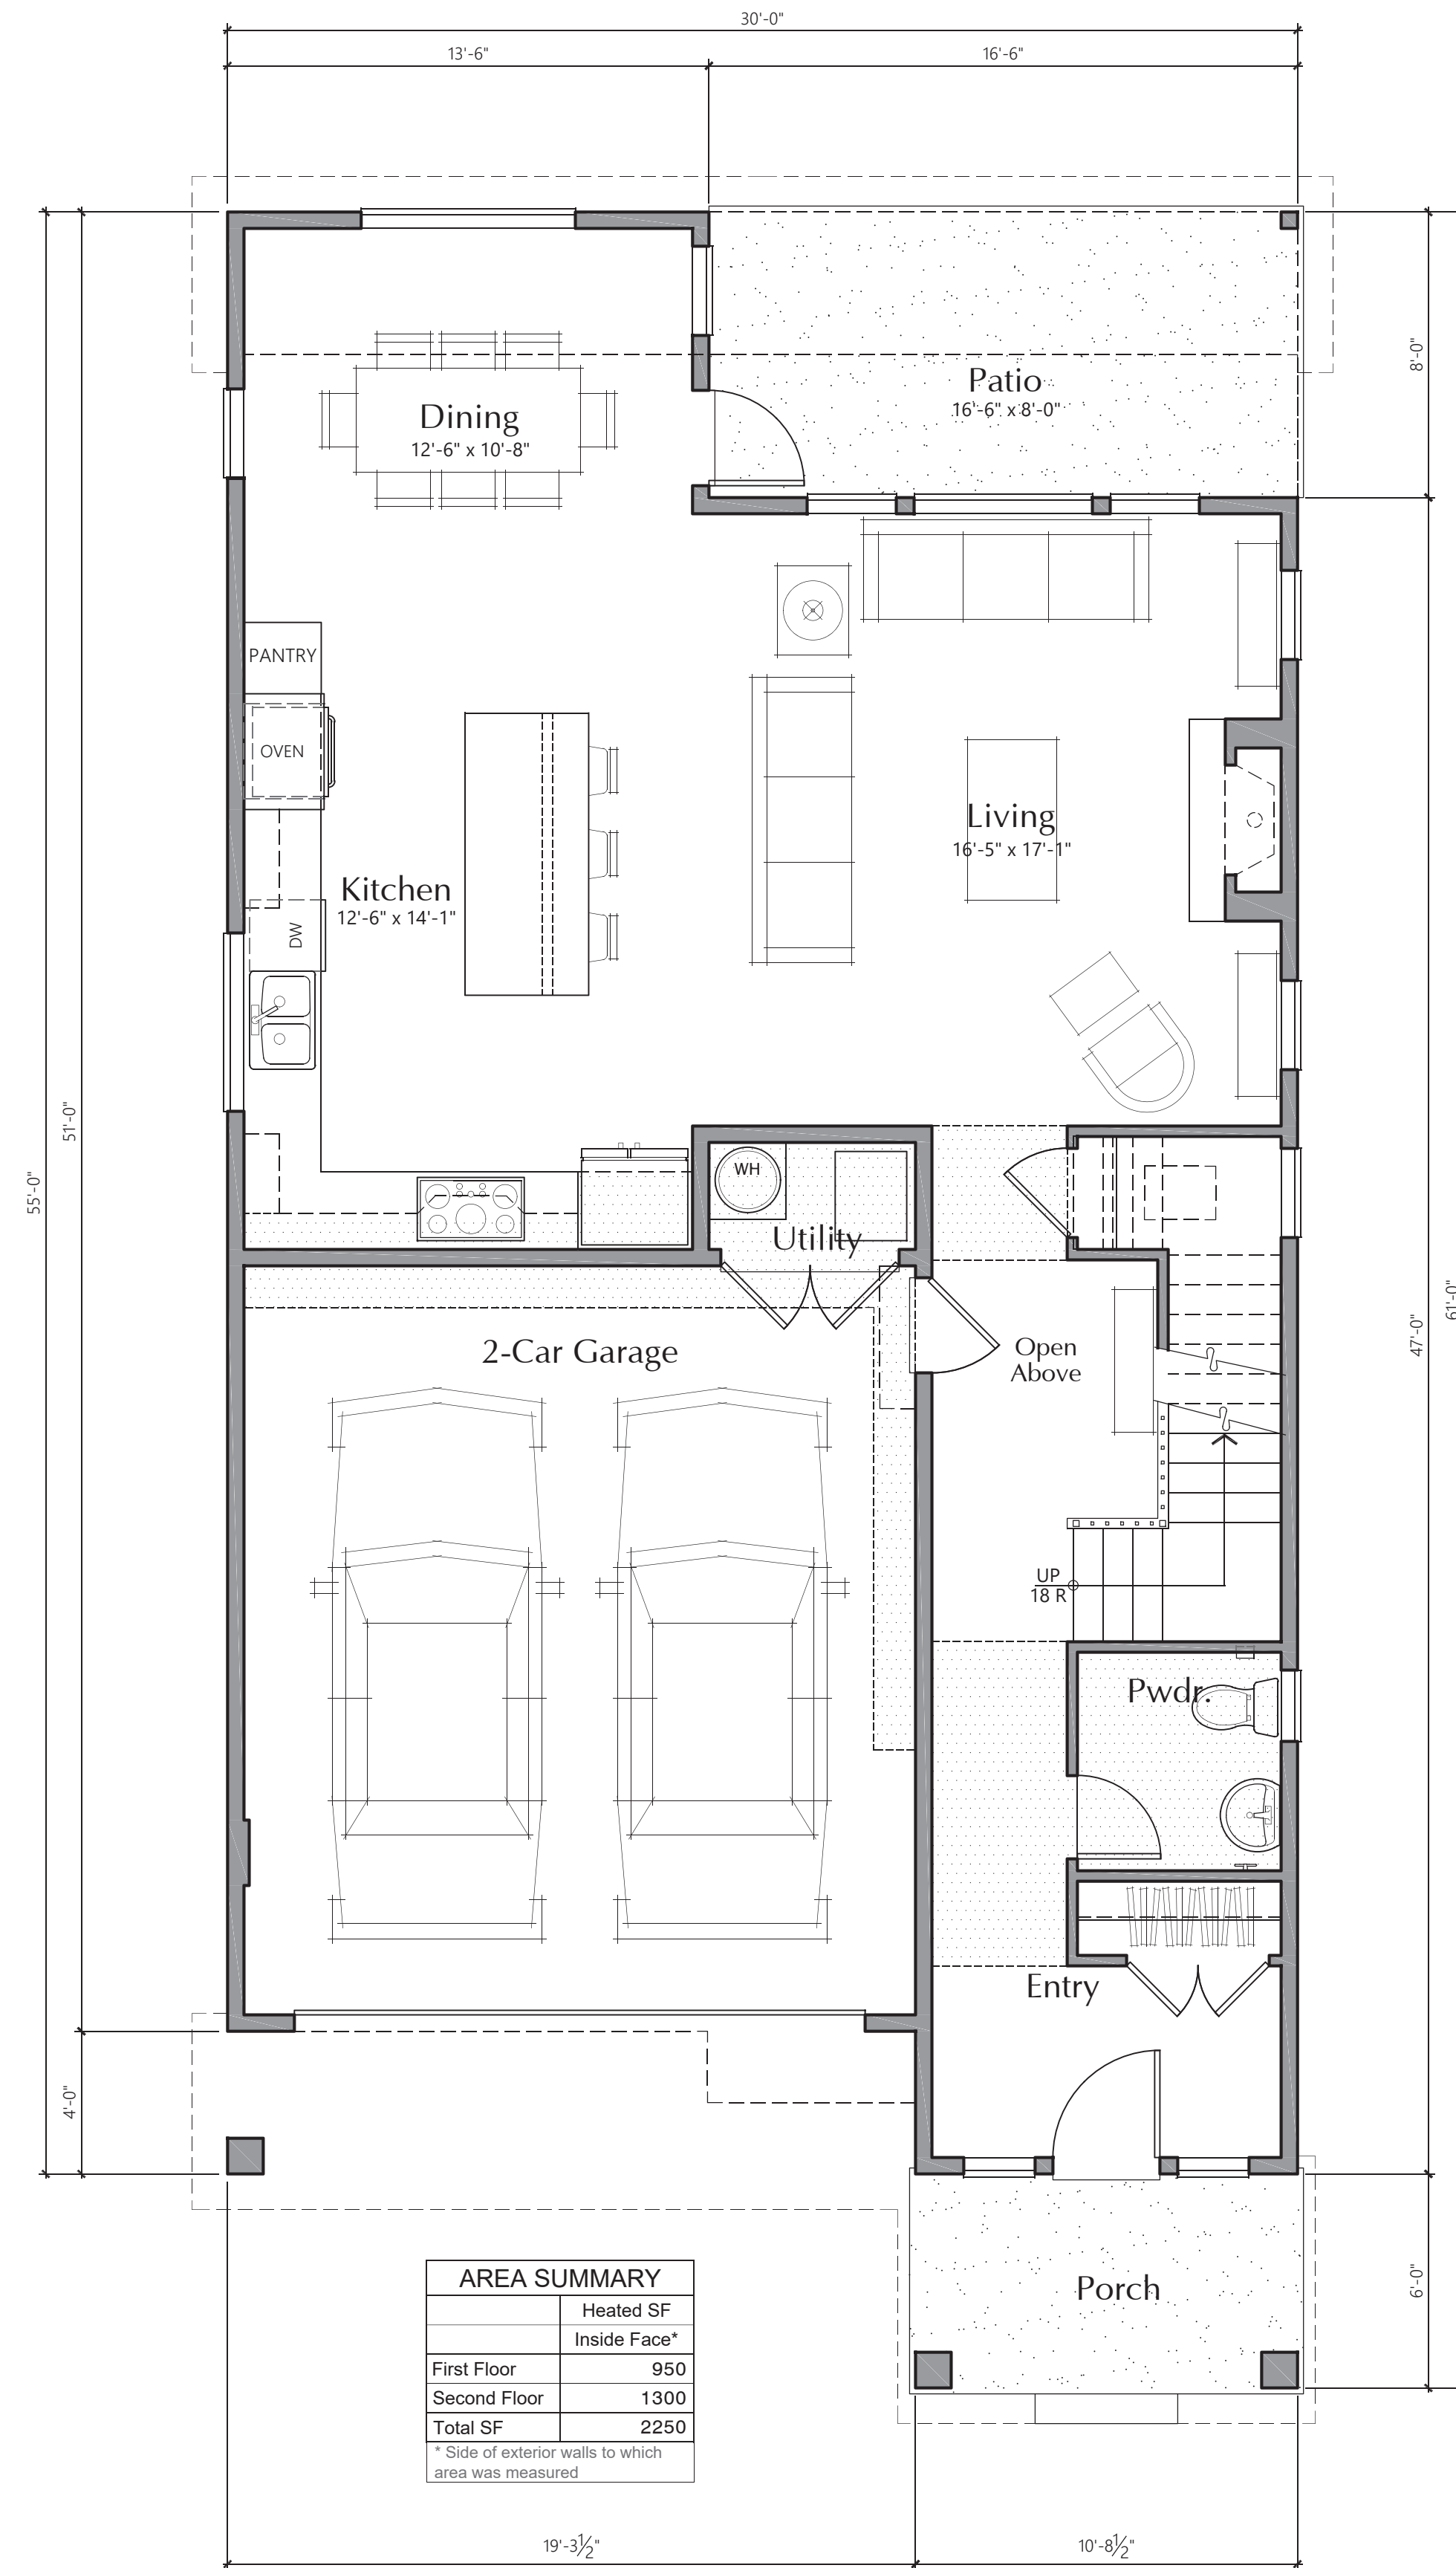 30'-0"
13'-6"
16'-6"
Dining
12'-6" x 10'-8"
Patio
16'-6" x 8'-0"
8'-0"
PANTRY
OVEN
DW
Kitchen
12'-6" x 14'-1"
Living
16'-5" x 17'-1"
51'-0"
55'-0"
WH
Utility
2-Car Garage
Open
Above
47'-0"
61'-0"
UP
18 R
Pwdr.
Entry
4'-0"
Porch
6'-0"
AREA SUMMARY
Heated SF
Inside Face*
First Floor 950
Second Floor 1300
Total SF 2250
* Side of exterior walls to which
area was measured
19'-3½"
10'-8½"